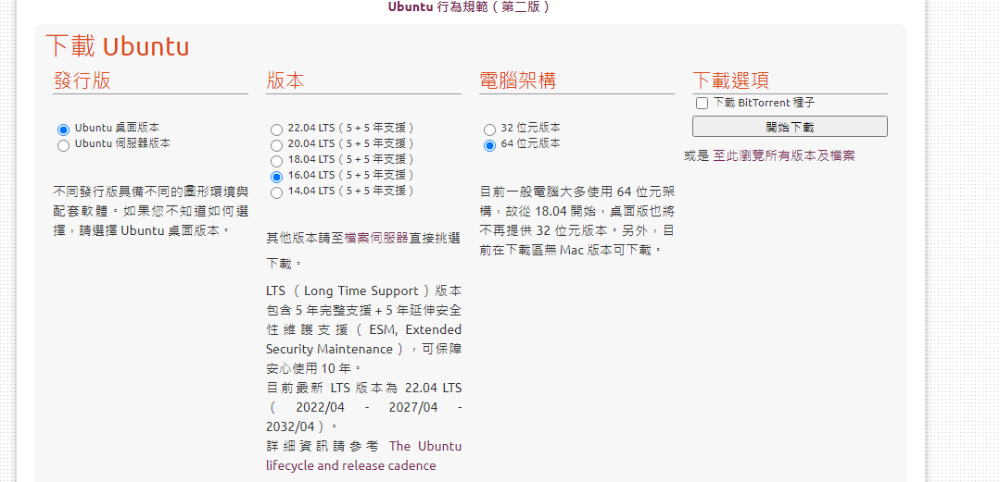 Ubuntu 行為規範（第二版）
下載 Ubuntu
發行版
Ubuntu 桌面版本
Ubuntu 伺服器版本
不同發行版具備不同的圖形環境與
配套軟體。如果您不知道如何選
擇，請選擇 Ubuntu 桌面版本。
版本
22.04 LTS（5 + 5 年支援）
20.04 LTS（5 + 5 年支援）
18.04 LTS（5 + 5 年支援）
16.04 LTS（5 + 5 年支援）
14.04 LTS（5 + 5 年支援）
其他版本請至檔案伺服器直接挑選
下載。
LTS（Long Time Support）版本
包含 5 年完整支援 + 5 年延伸安全
性維護支援（ESM, Extended
Security Maintenance），可保障
安心使用 10 年。
目前最新 LTS 版本為 22.04 LTS
（ 2022/04 - 2027/04 -
2032/04）。
詳細資訊請參考 The Ubuntu
lifecycle and release cadence
電腦架構
32 位元版本
64 位元版本
目前一般電腦大多使用 64 位元架
構，故從 18.04 開始，桌面版也將
不再提供 32 位元版本。另外，目
前在下載區無 Mac 版本可下載。
下載選項
下載 BitTorrent 種子
開始下載
或是 至此瀏覽所有版本及檔案